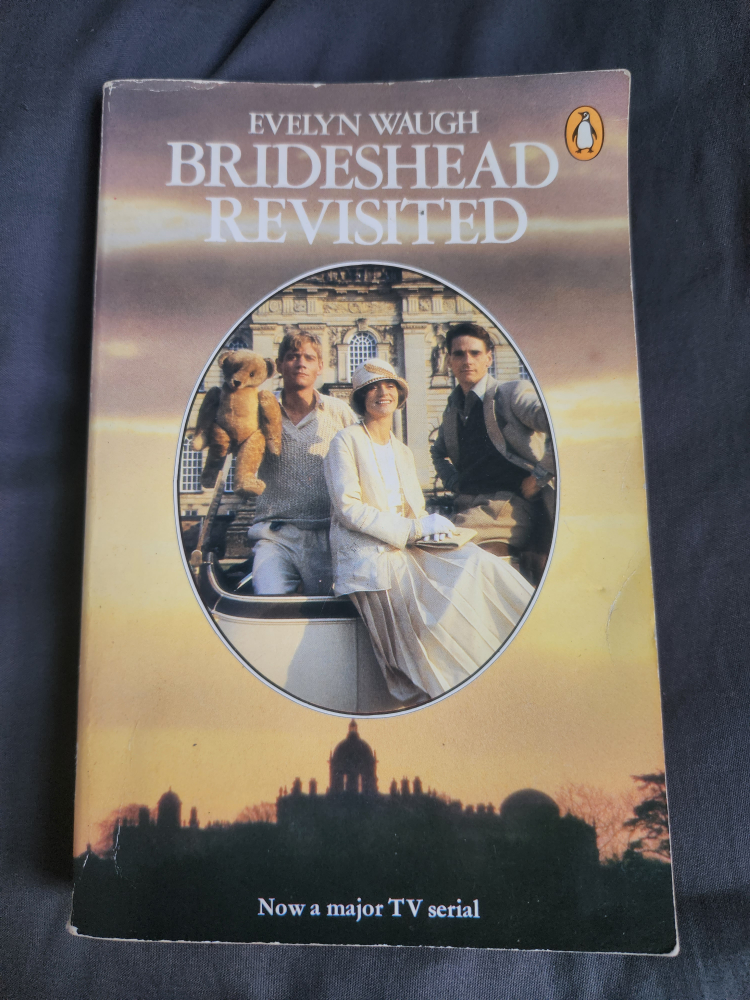 EVELYN WAUGH
BRIDESHEAD
REVISITED
Now a major TV serial